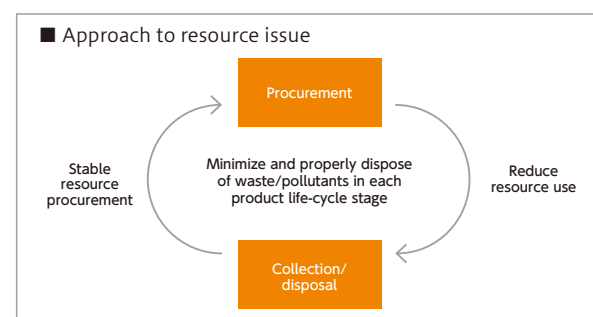 ■ Approach to resource issue
Procurement
Stable
resource
procurement
Minimize and properly dispose
of waste/pollutants in each
product life-cycle stage
Reduce
resource use
Collection/
disposal